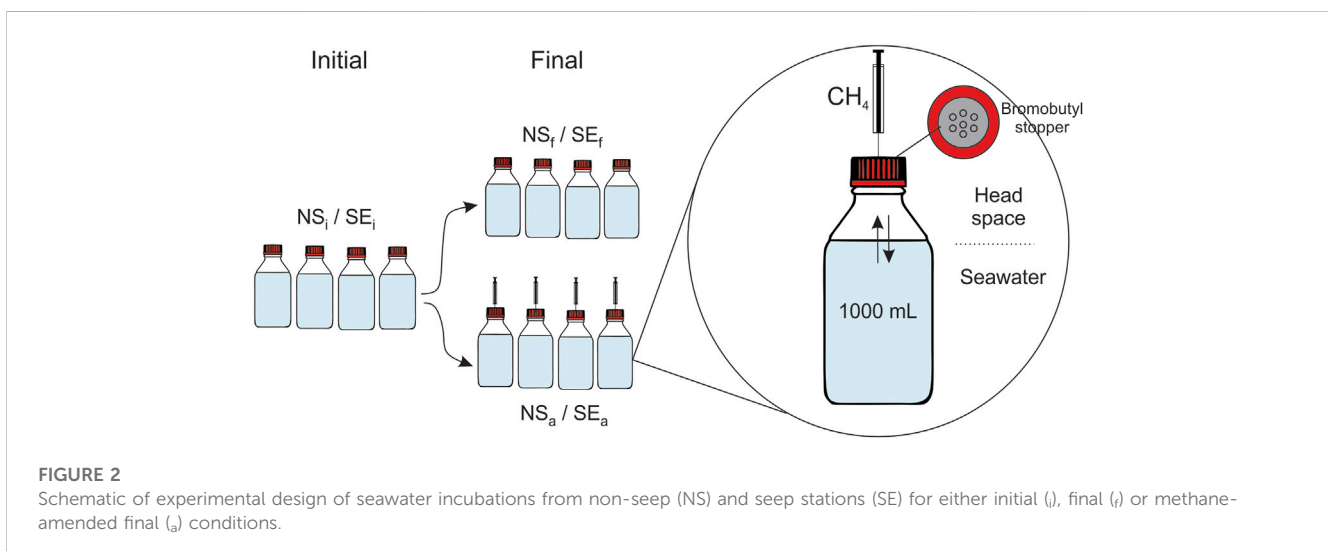 Initial
Final
CH₄
Bromobutyl
stopper
NSf / SEf
Head
space
NSi / SEi
Seawater
1000 mL
NSa / SEa
FIGURE 2
Schematic of experimental design of seawater incubations from non-seep (NS) and seep stations (SE) for either initial (i), final (f) or methane-
amended final (a) conditions.